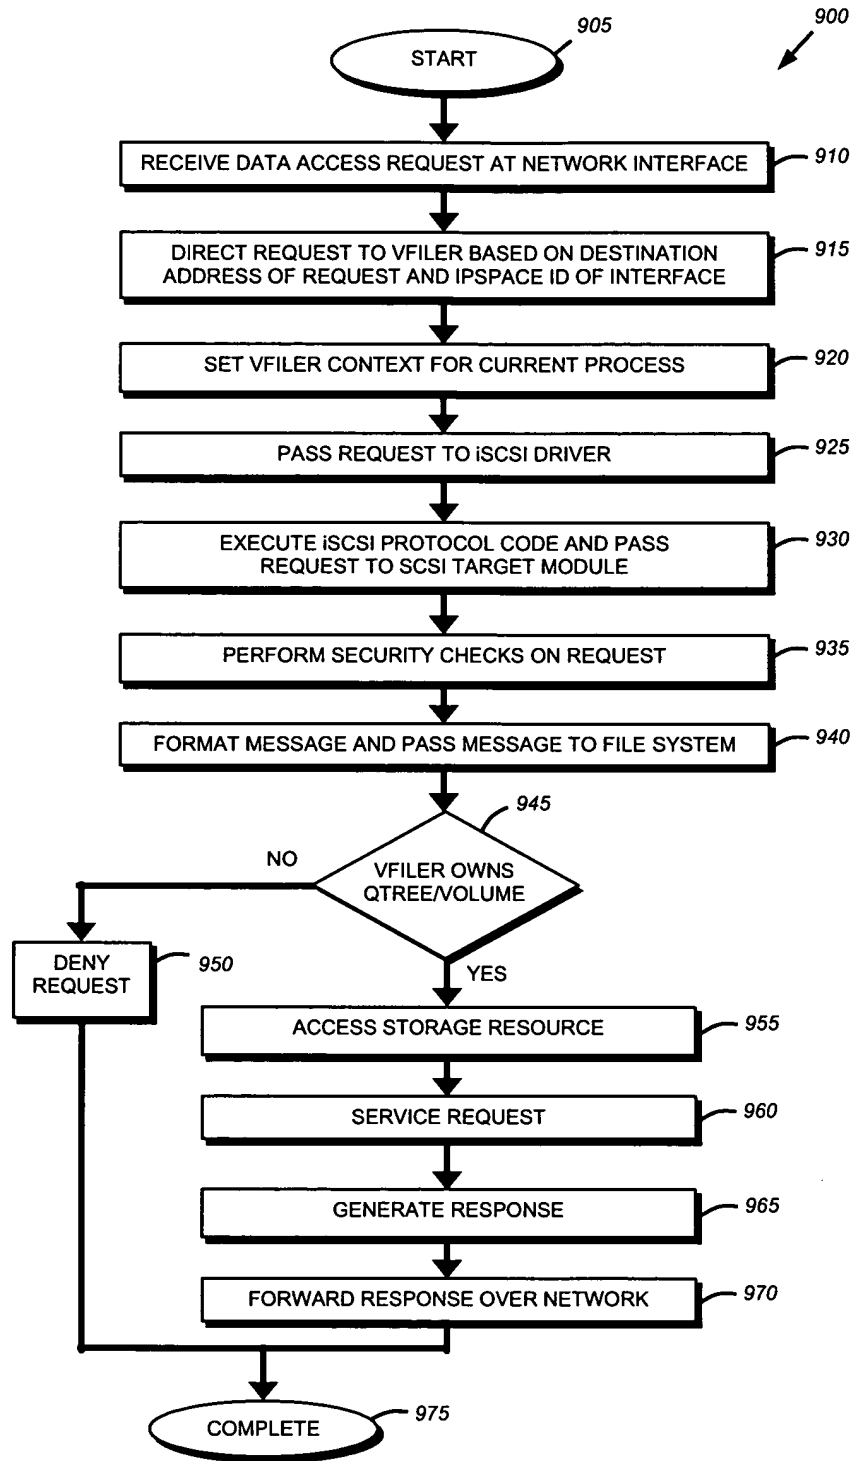 900
905
START
RECEIVE DATA ACCESS REQUEST AT NETWORK INTERFACE
910
DIRECT REQUEST TO VFILER BASED ON DESTINATION
ADDRESS OF REQUEST AND IPSPACE ID OF INTERFACE
915
SET VFILER CONTEXT FOR CURRENT PROCESS
920
PASS REQUEST TO iSCSI DRIVER
925
EXECUTE iSCSI PROTOCOL CODE AND PASS
REQUEST TO SCSI TARGET MODULE
930
PERFORM SECURITY CHECKS ON REQUEST
935
FORMAT MESSAGE AND PASS MESSAGE TO FILE SYSTEM
940
945
VFILER OWNS
QTREE/VOLUME
NO
DENY
REQUEST
950
YES
ACCESS STORAGE RESOURCE
955
SERVICE REQUEST
960
GENERATE RESPONSE
965
FORWARD RESPONSE OVER NETWORK
970
COMPLETE
975